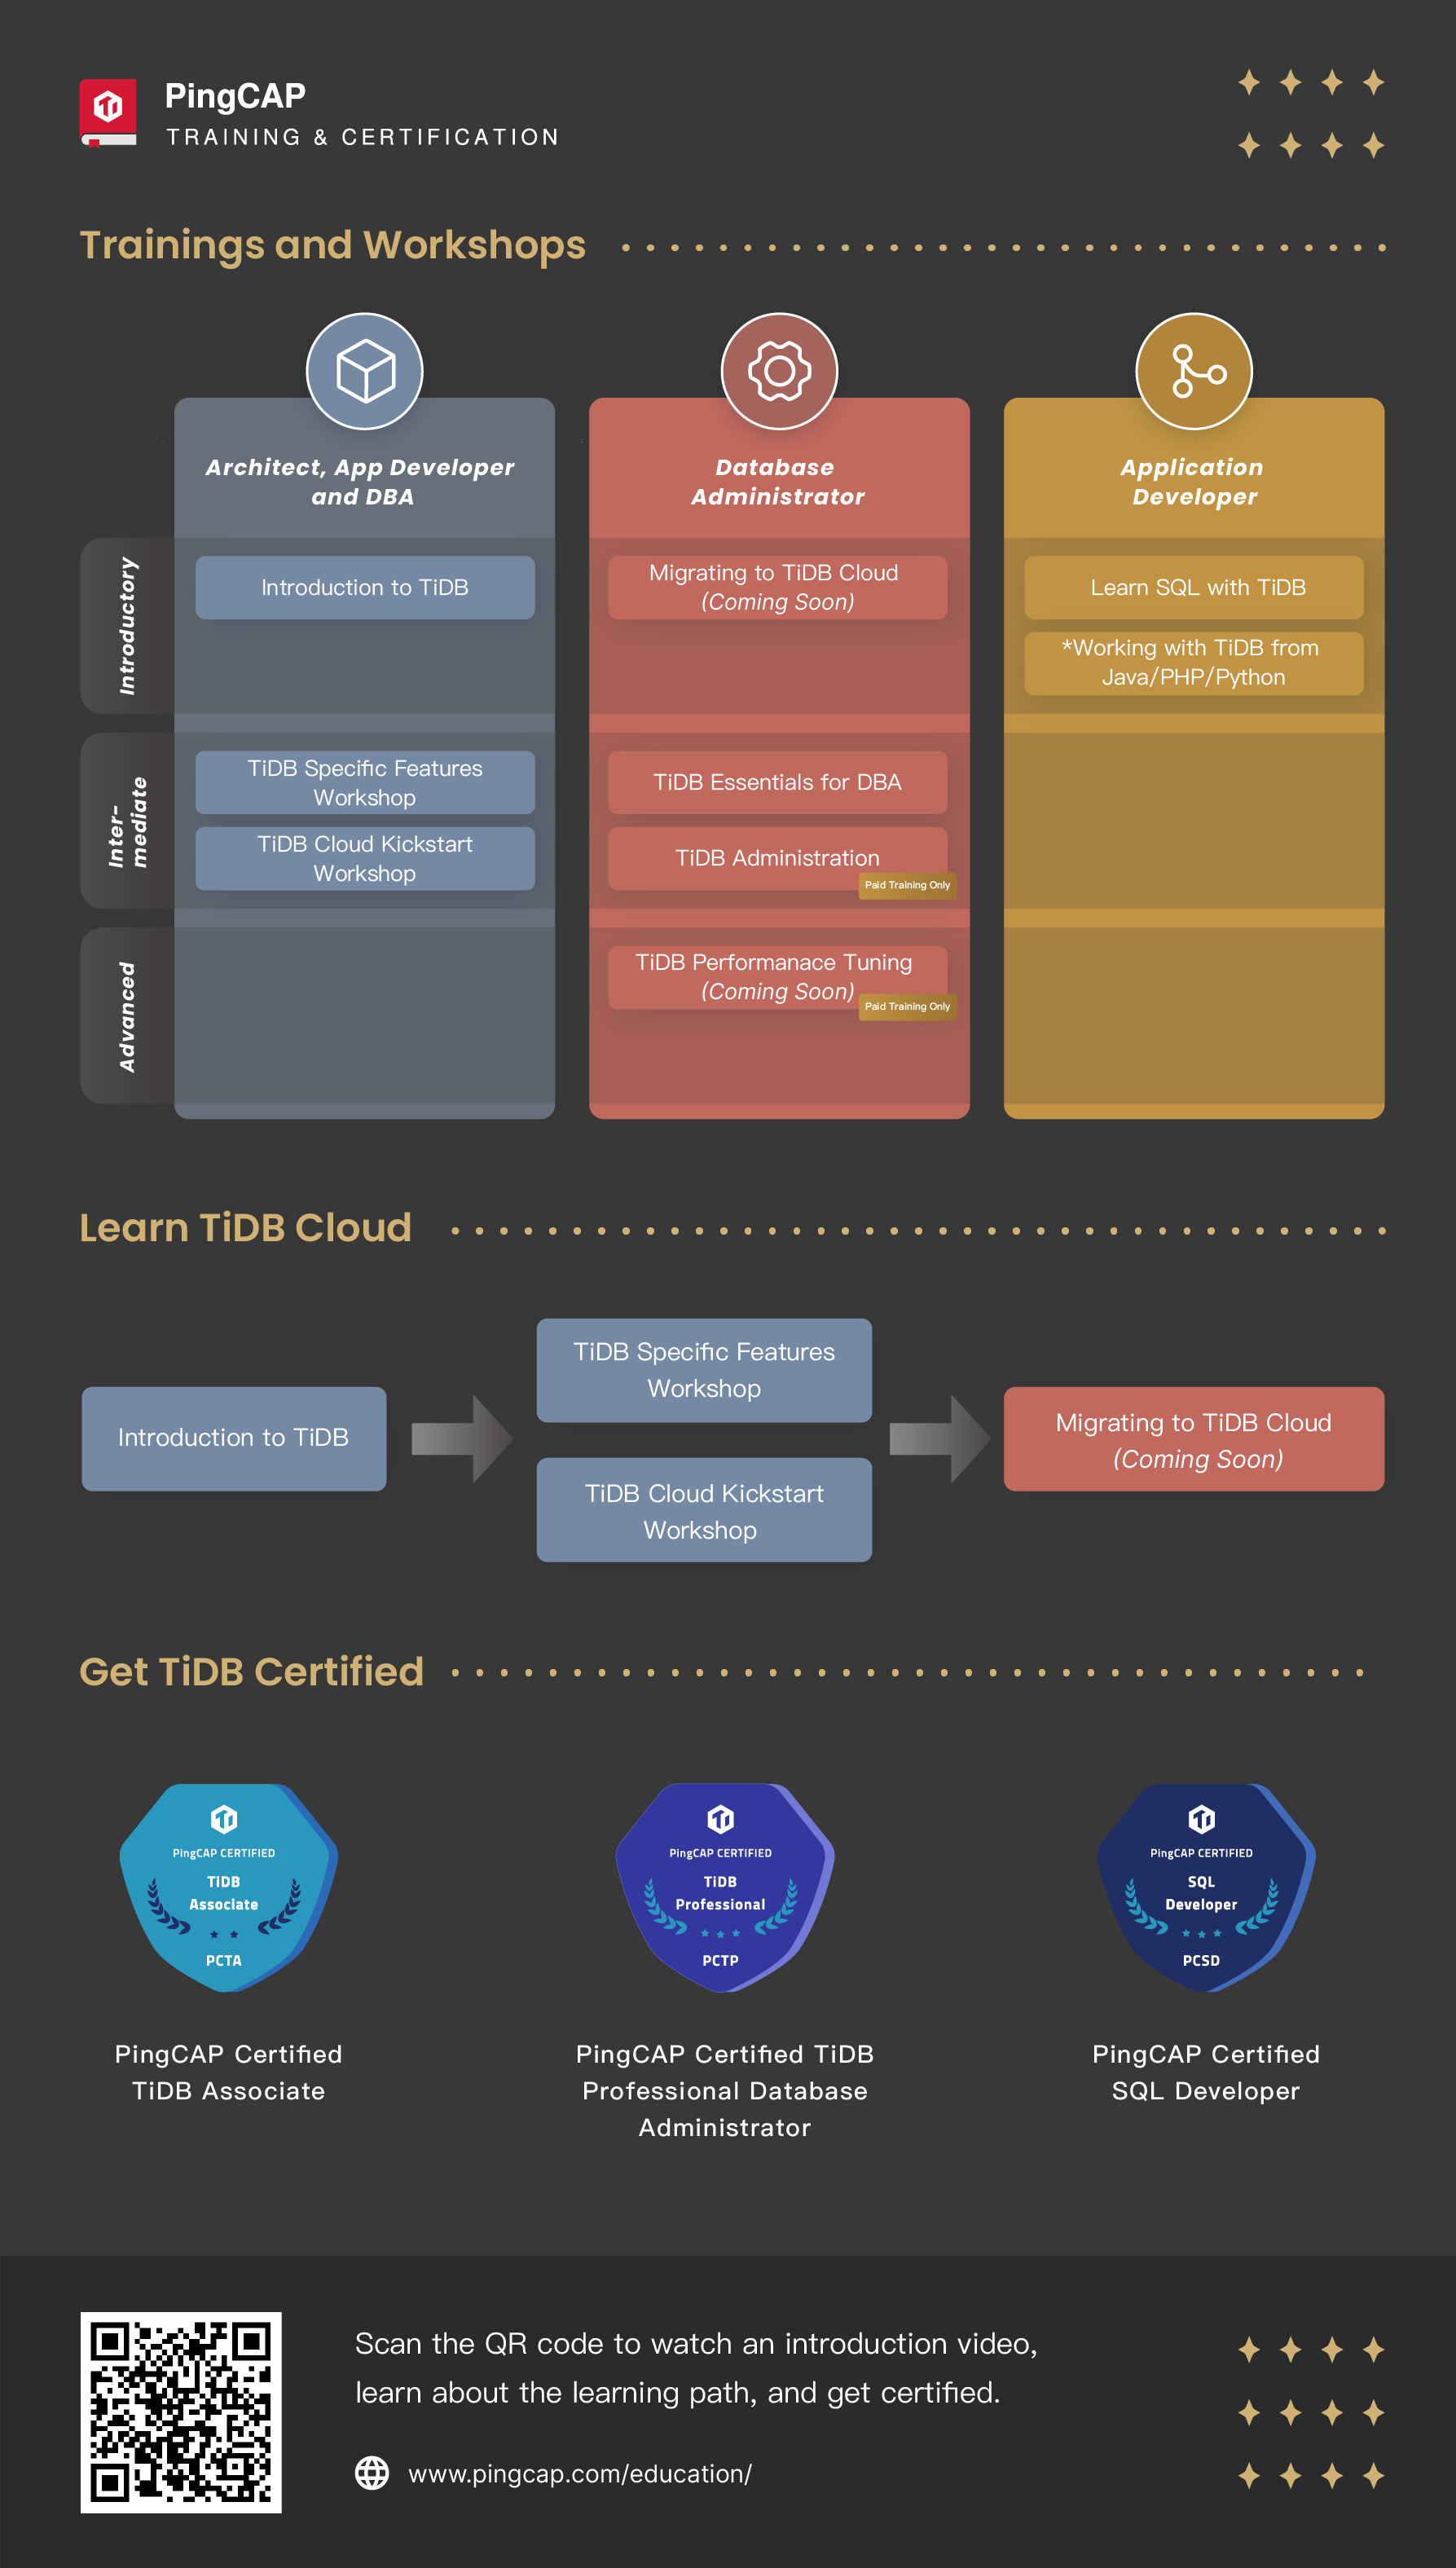 PingCAP
TRAINING & CERTIFICATION
Trainings and Workshops
Architect, App Developer
and DBA
Database
Administrator
Application
Developer
Introductory
Introduction to TiDB
Migrating to TiDB Cloud
(Coming Soon)
Learn SQL with TiDB
*Working with TiDB from
Java/PHP/Python
Inter-
mediate
TiDB Specific Features
Workshop
TiDB Cloud Kickstart
Workshop
TiDB Essentials for DBA
TiDB Administration
Paid Training Only
Advanced
TiDB Performanace Tuning
(Coming Soon)
Paid Training Only
Learn TiDB Cloud
Introduction to TiDB
TiDB Specific Features
Workshop
TiDB Cloud Kickstart
Workshop
Migrating to TiDB Cloud
(Coming Soon)
Get TiDB Certified
PingCAP CERTIFIED
TiDB
Associate
PCTA
PingCAP Certified
TiDB Associate
PingCAP CERTIFIED
TiDB
Professional
PCTP
PingCAP Certified TiDB
Professional Database
Administrator
PingCAP CERTIFIED
SQL
Developer
PCSD
PingCAP Certified
SQL Developer
Scan the QR code to watch an introduction video,
learn about the learning path, and get certified.
www.pingcap.com/education/